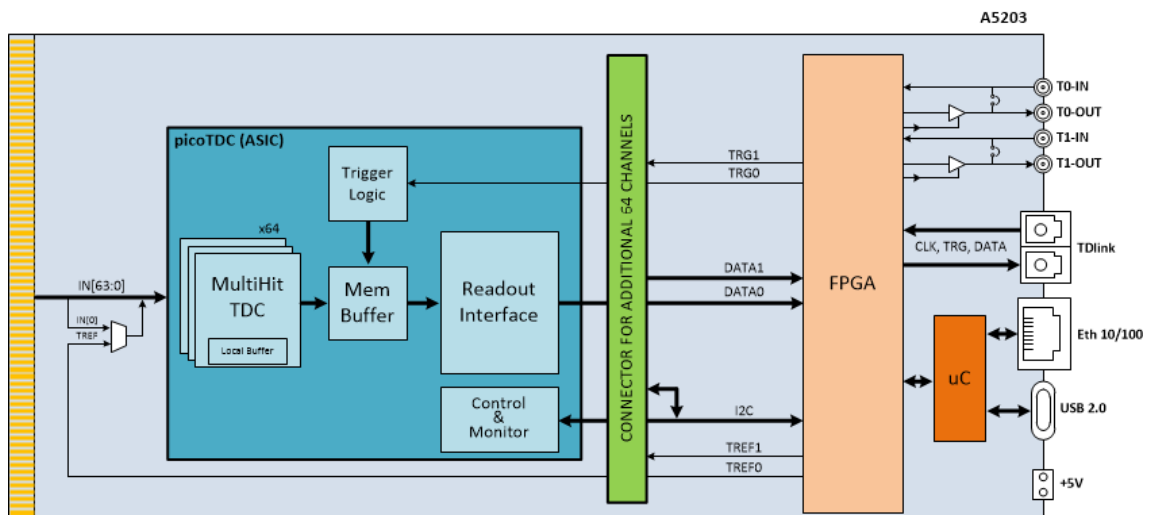 A5203
T0-IN
T0-OUT
T1-IN
T1-OUT
picoTDC (ASIC)
Trigger
Logic
TRG1
TRG0
x64
MultiHit
TDC
Local Buffer
Mem
Buffer
Readout
Interface
IN[63:0]
IN[0]
TREF
CONNECTOR FOR ADDITIONAL 64 CHANNELS
DATA1
DATA0
FPGA
CLK, TRG, DATA
TDlink
Eth 10/100
uC
USB 2.0
Control
&
Monitor
I2C
TREF1
TREF0
+5V